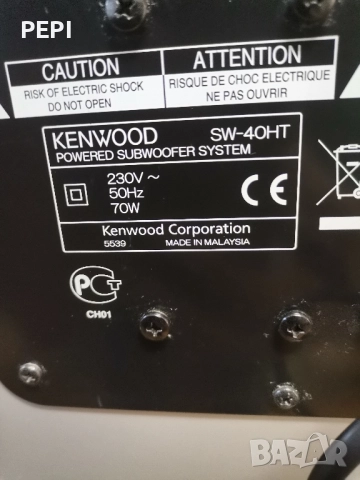 PEPI
CAUTION
RISK OF ELECTRIC SHOCK
DO NOT OPEN
ATTENTION
RISQUE DE CHOC ELECTRIQUE
NE PAS OUVRIR
KENWOOD SW-40HT
POWERED SUBWOOFER SYSTEM
230V ~
50Hz
70W
CE
Kenwood Corporation
5539 MADE IN MALAYSIA
PCT
CH01
BAZAR